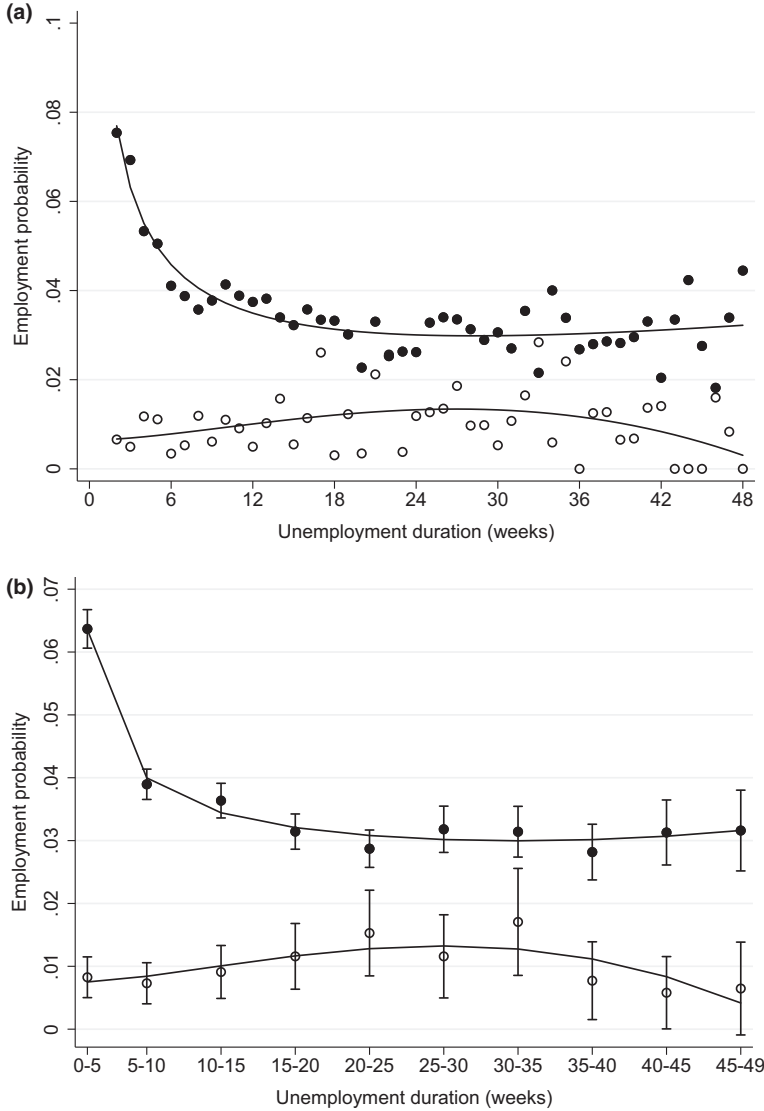 (a)
Employment probability
.1
.08
.06
.04
.02
0
0 6 12 18 24 30 36 42 48
Unemployment duration (weeks)
(b)
Employment probability
.07
.06
.05
.04
.03
.02
.01
0
0-5 5-10 10-15 15-20 20-25 25-30 30-35 35-40 40-45 45-49
Unemployment duration (weeks)